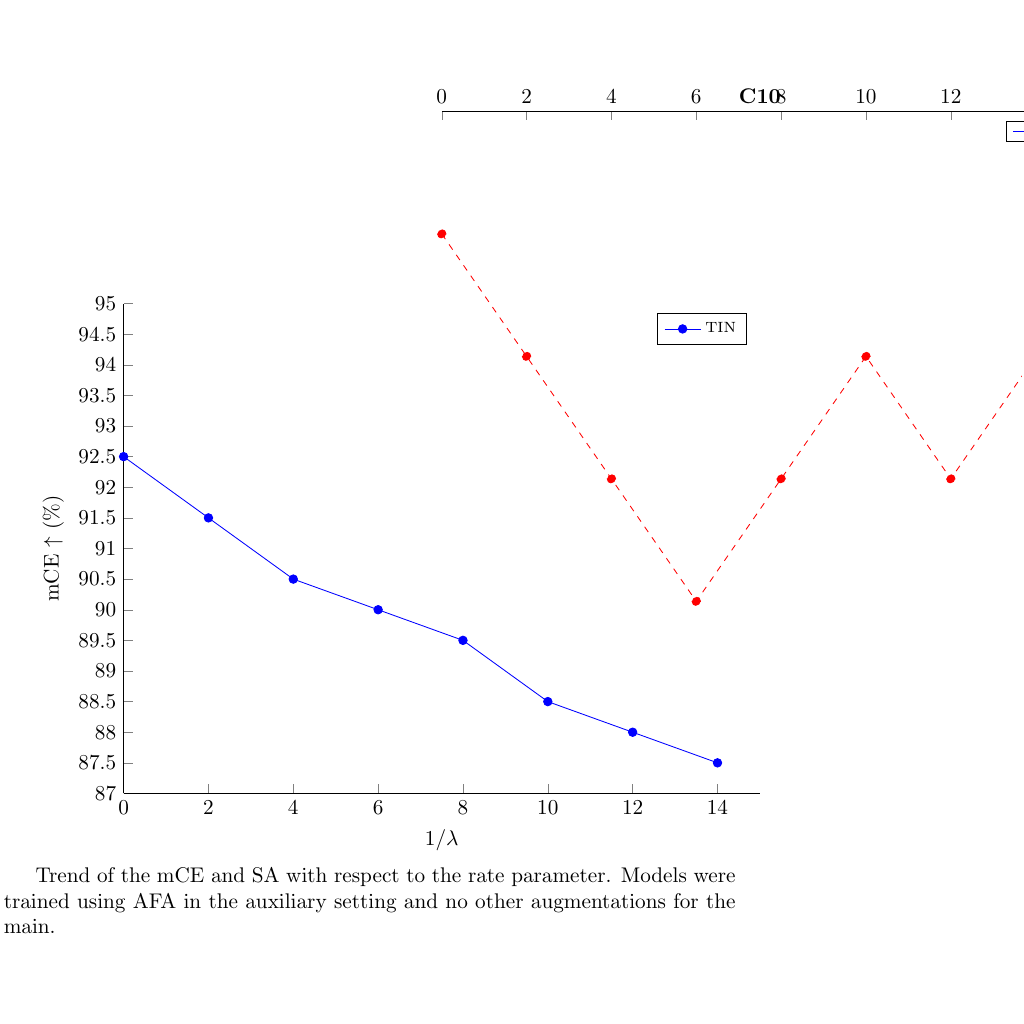 0 2 4 6 C10 8 10 12
95
94.5
94
93.5
93
92.5
92
91.5
91
90.5
90
89.5
89
88.5
88
87.5
87
mCE ↑ (%)
TIN
0 2 4 6 8 10 12 14
1/λ
Trend of the mCE and SA with respect to the rate parameter. Models were
trained using AFA in the auxiliary setting and no other augmentations for the
main.